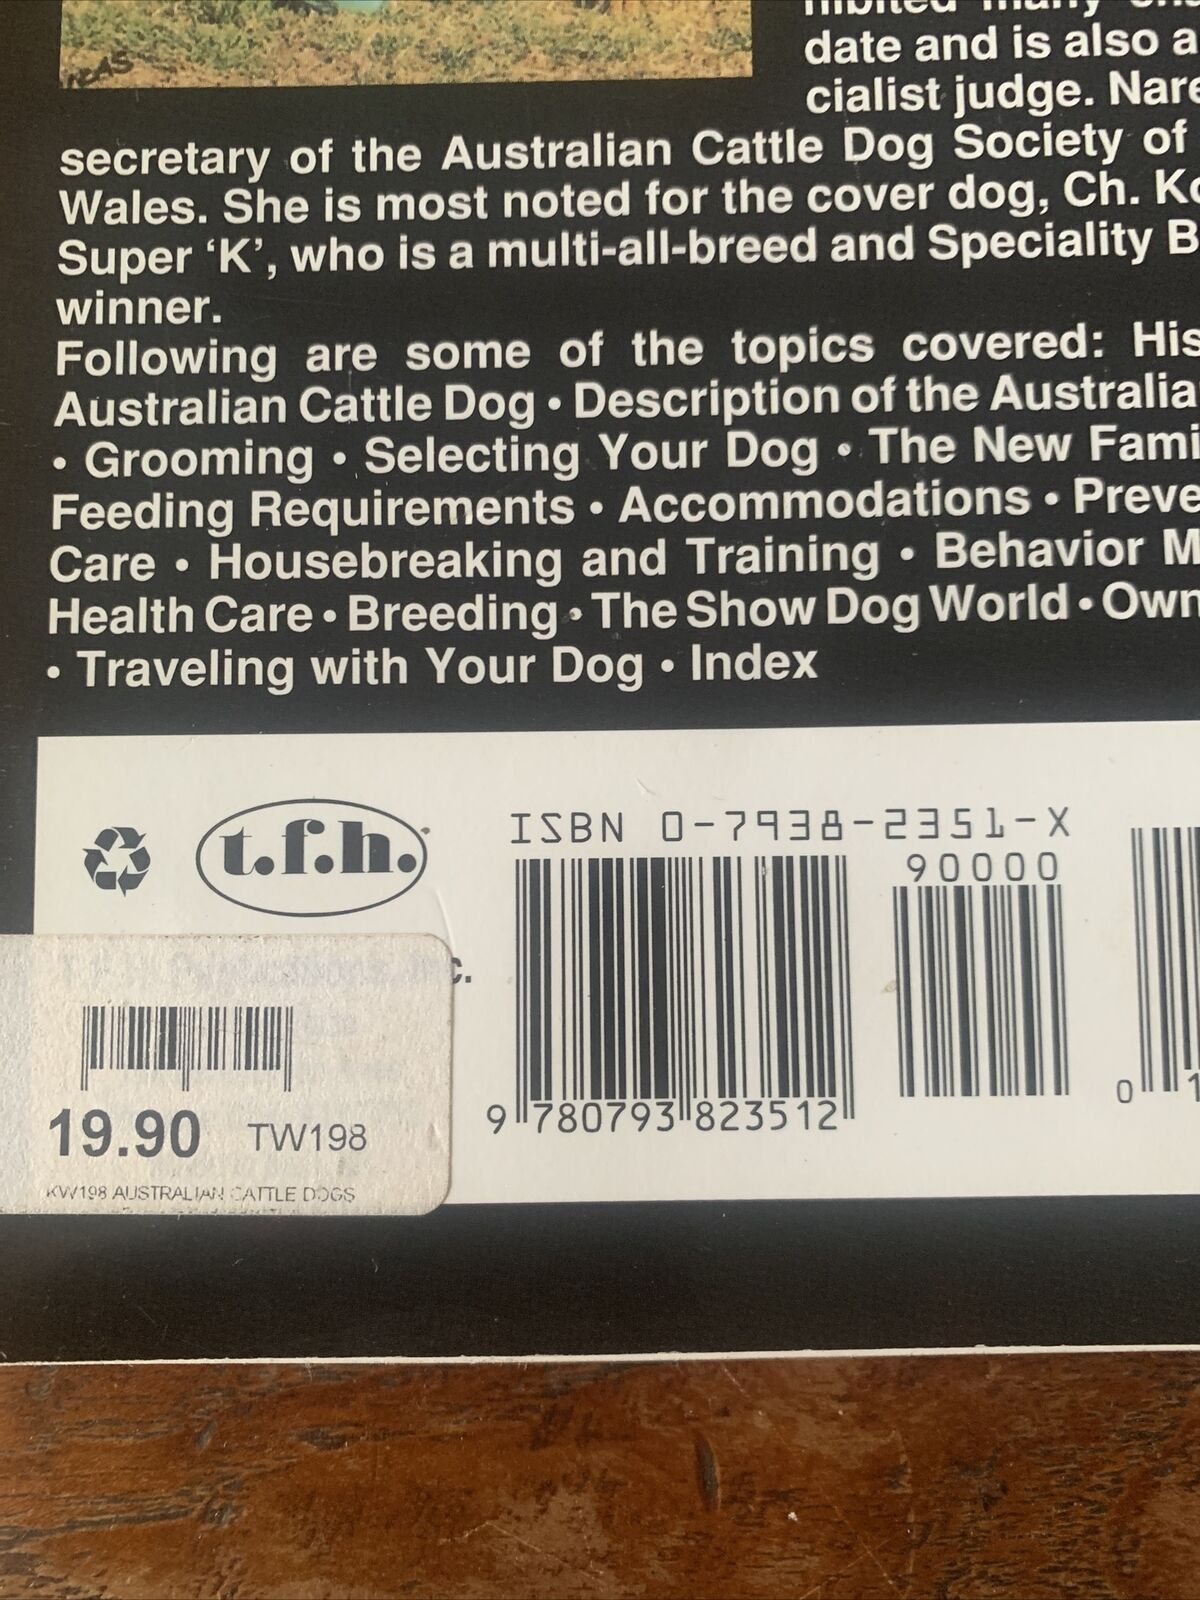 date and is also a
cialist judge. Nare
secretary of the Australian Cattle Dog Society of
Wales. She is most noted for the cover dog, Ch. Ko
Super ‘K’, who is a multi-all-breed and Speciality B
winner.
Following are some of the topics covered: His
Australian Cattle Dog • Description of the Australia
• Grooming • Selecting Your Dog • The New Fami
Feeding Requirements • Accommodations • Preve
Care • Housebreaking and Training • Behavior M
Health Care • Breeding • The Show Dog World • Own
• Traveling with Your Dog • Index
t.f.h.
ISBN 0-7938-2351-X
90000
c.
9 780793 823512
0 1
19.90 TW198
KW198 AUSTRALIAN CATTLE DOGS